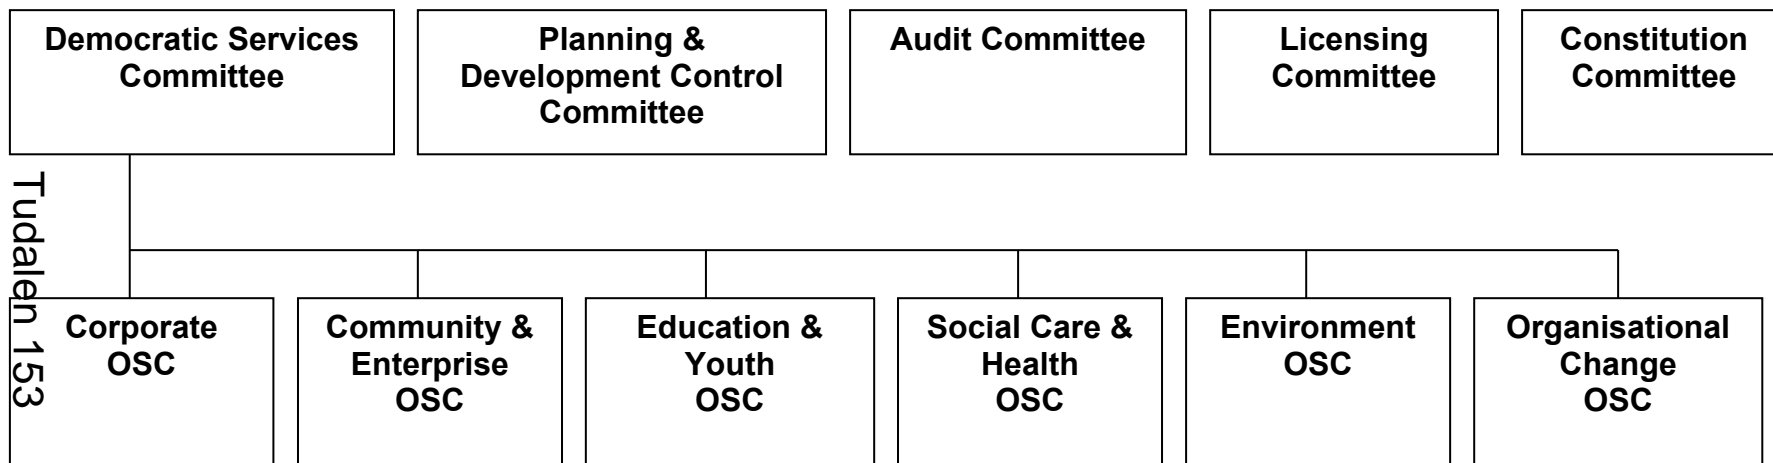 Democratic Services
Committee
Planning &
Development Control
Committee
Audit Committee
Licensing
Committee
Constitution
Committee
Tudalen 153
Corporate
OSC
Community &
Enterprise
OSC
Education &
Youth
OSC
Social Care &
Health
OSC
Environment
OSC
Organisational
Change
OSC